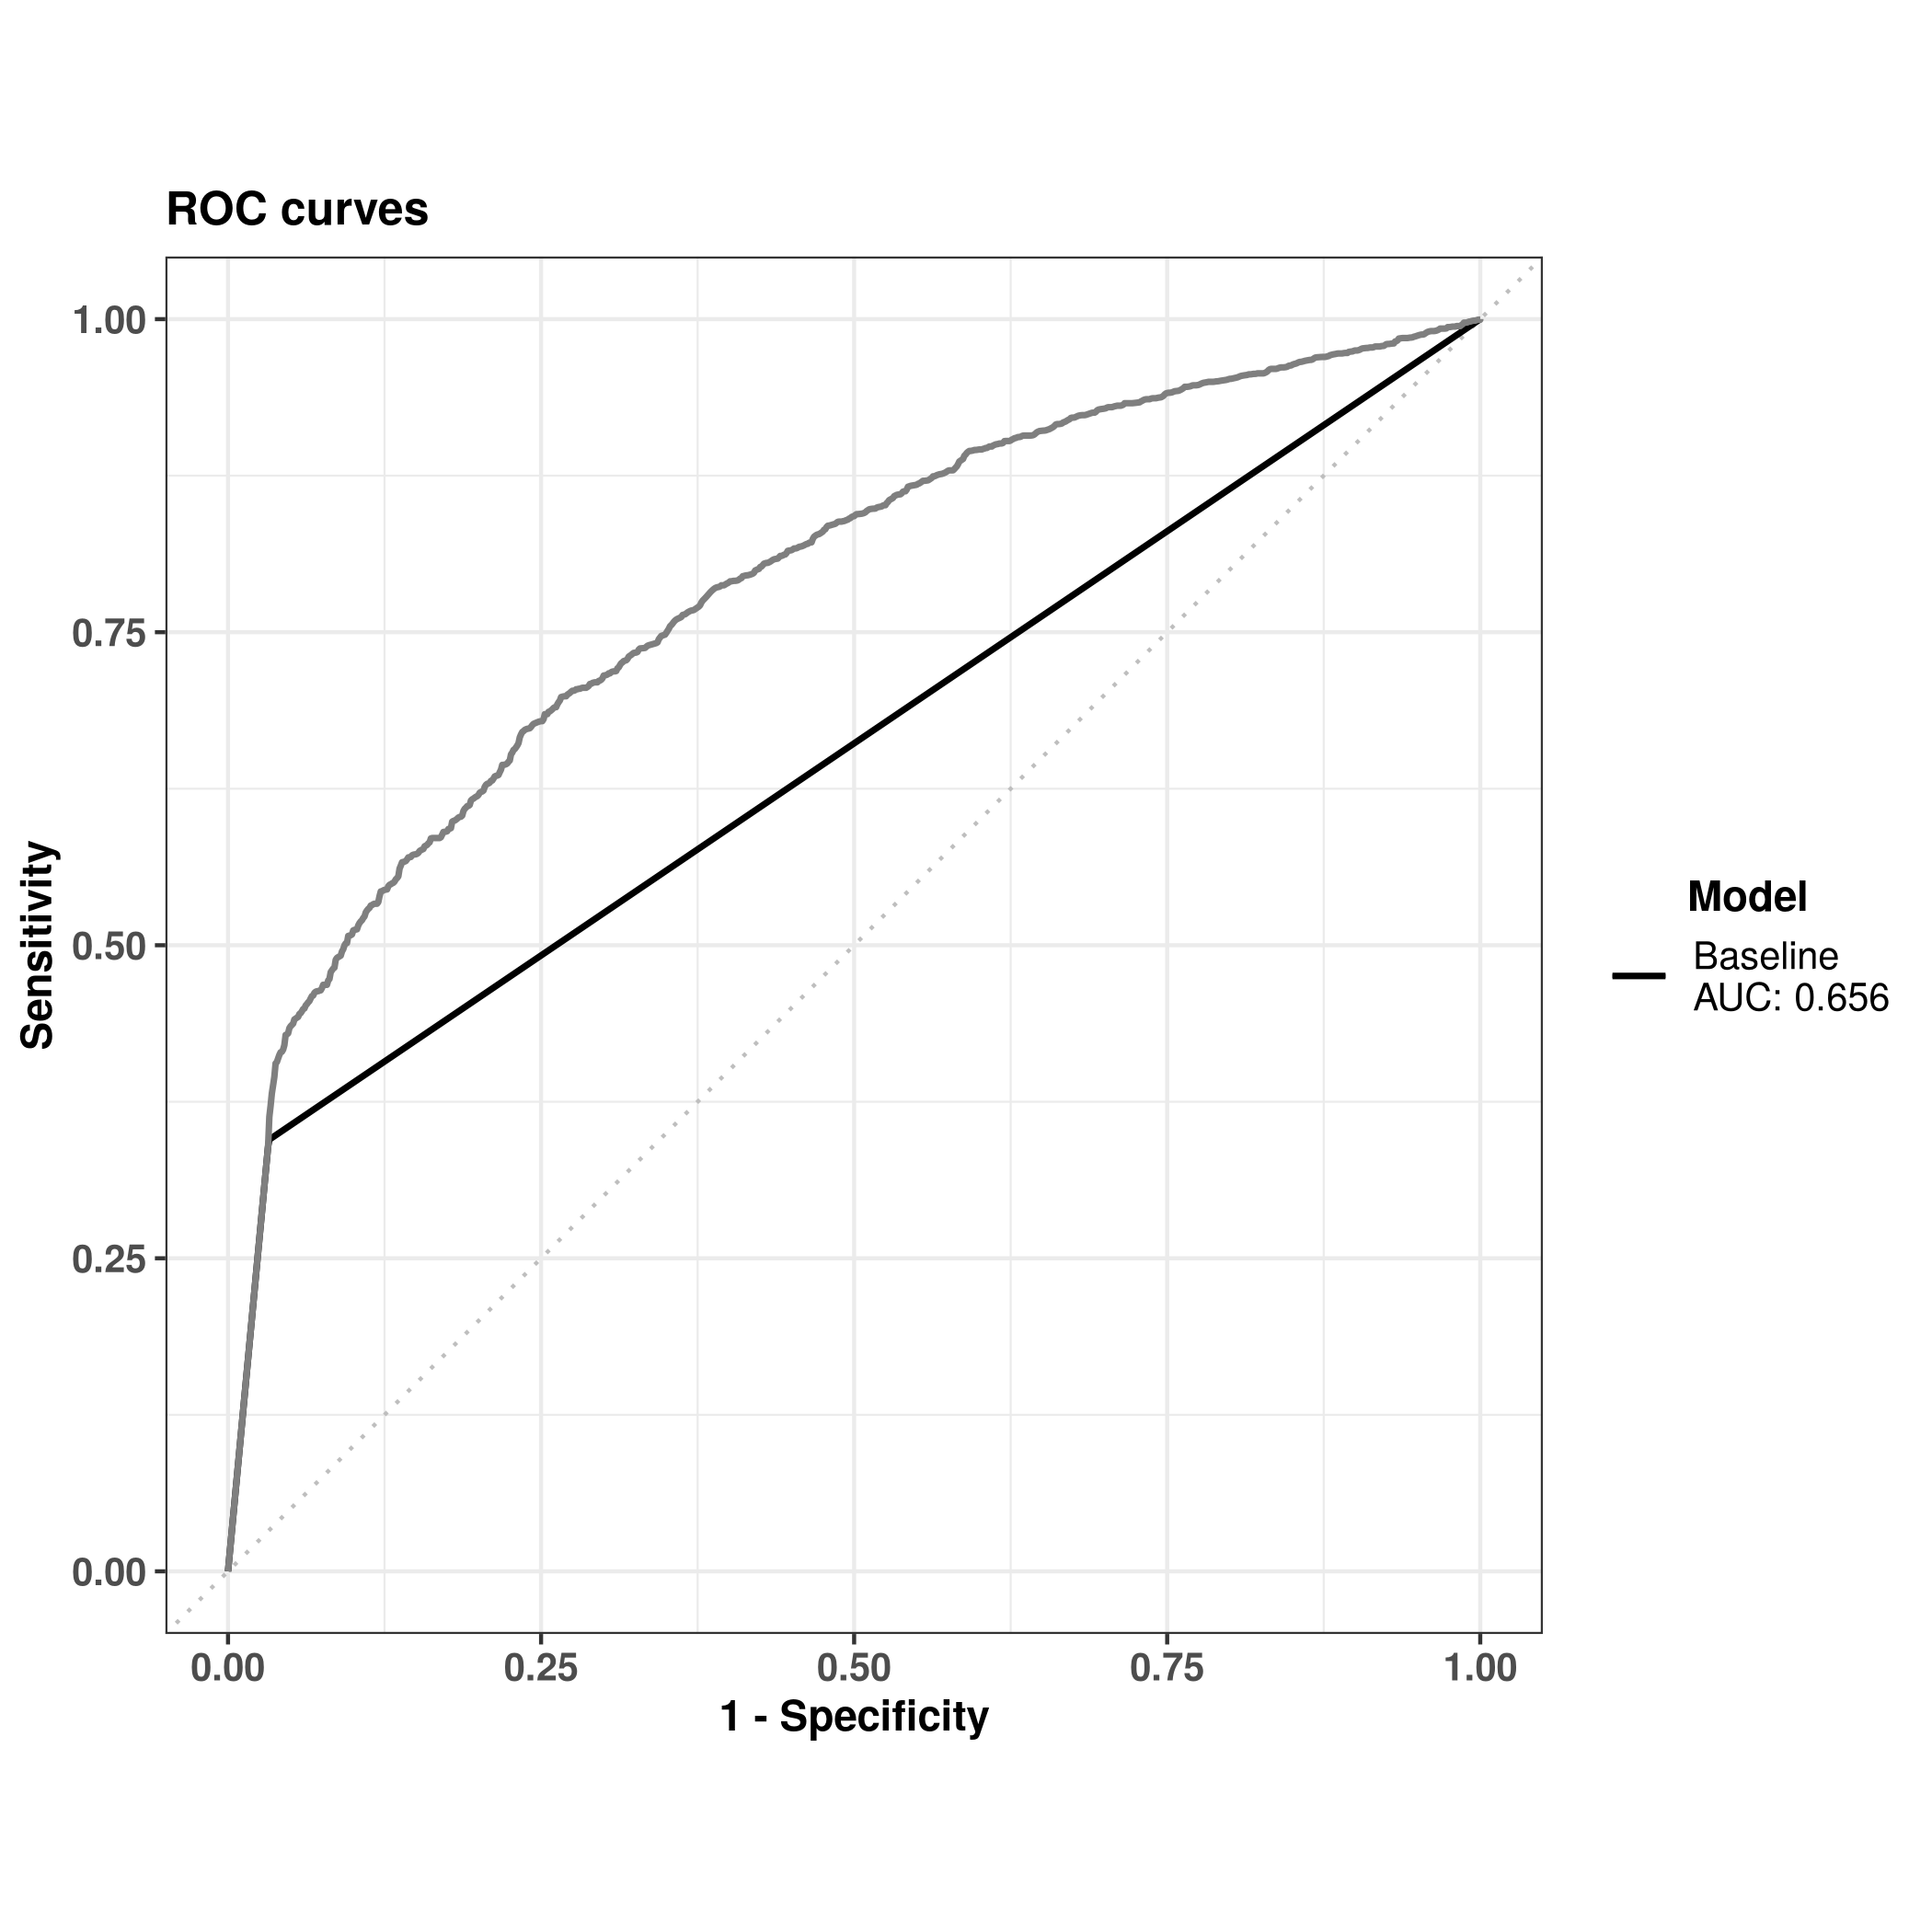 ROC curves
1.00
0.75
0.50
0.25
0.00
Sensitivity
0.00 0.25 0.50 0.75 1.00
1 - Specificity
Model
Baseline
AUC: 0.656